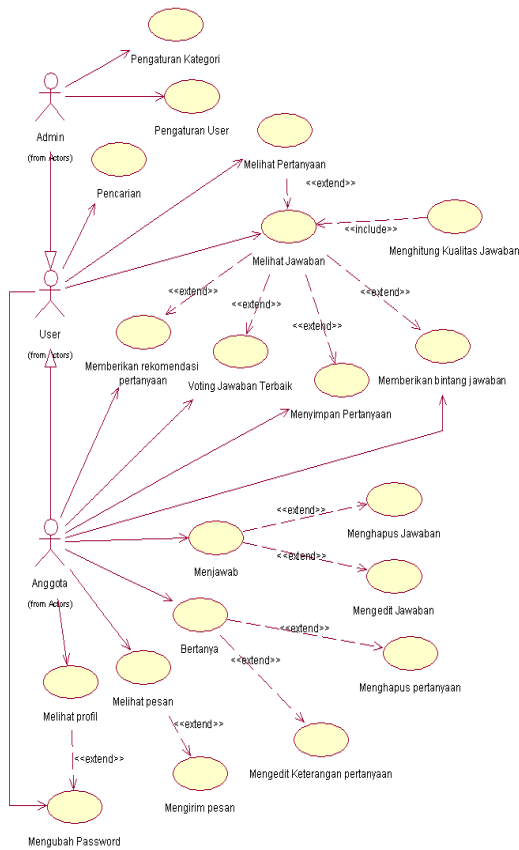 Pengaturan Kategori
Admin
(from Actors)
Pengaturan User
Pencarian
Melihat Pertanyaan
<<extend>>
<<include>>
Menghitung Kualitas Jawaban
Melihat Jawaban
User
(from Actors)
<<extend>>
<<extend>>
<<extend>>
<<extend>>
Memberikan rekomendasi
pertanyaan
Voting Jawaban Terbaik
Menyimpan Pertanyaan
Memberikan bintang jawaban
Anggota
(from Actors)
Menjawab
<<extend>>
Menghapus Jawaban
<<extend>>
Mengedit Jawaban
Bertanya
<<extend>>
Menghapus pertanyaan
<<extend>>
Mengedit Keterangan pertanyaan
Melihat profil
Melihat pesan
<<extend>>
Mengirim pesan
<<extend>>
Mengubah Password